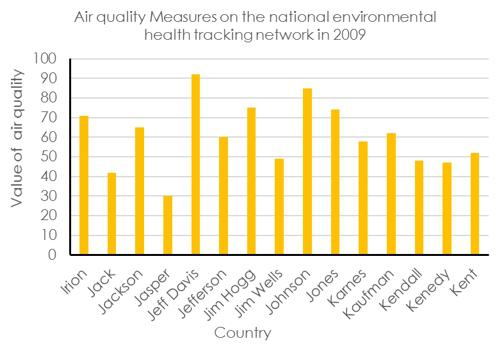 Air quality Measures on the national environmental
health tracking network in 2009
Value of air quality
100
90
80
70
60
50
40
30
20
10
0
Irion
Jack
Jackson
Jasper
Jeff Davis
Jefferson
Jim Hogg
Jim Wells
Johnson
Jones
Karnes
Kaufman
Kendall
Kenedy
Kent
Country